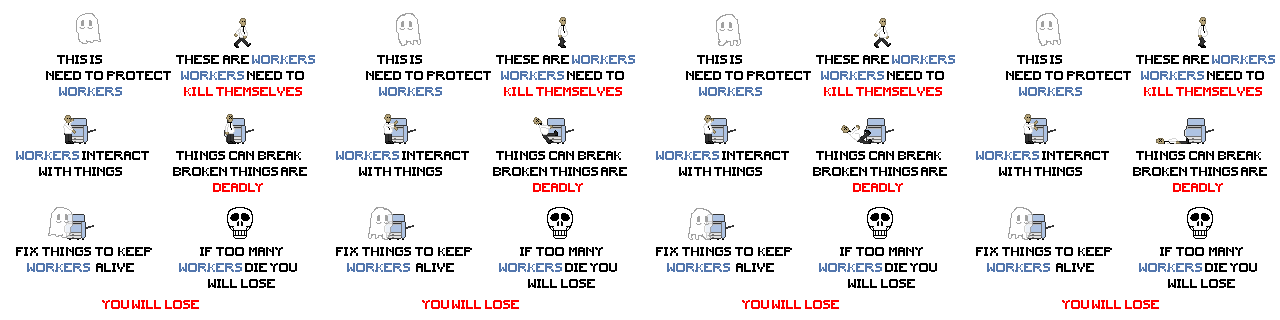 THIS IS
NEED TO PROTECT
WORKERS
THESE ARE WORKERS
WORKERS NEED TO
KILL THEMSELVES
WORKERS INTERACT
WITH THINGS
THINGS CAN BREAK
BROKEN THINGS ARE
DEADLY
FIX THINGS TO KEEP
WORKERS ALIVE
IF TOO MANY
WORKERS DIE YOU
WILL LOSE
YOU WILL LOSE
THIS IS
NEED TO PROTECT
WORKERS
THESE ARE WORKERS
WORKERS NEED TO
KILL THEMSELVES
WORKERS INTERACT
WITH THINGS
THINGS CAN BREAK
BROKEN THINGS ARE
DEADLY
FIX THINGS TO KEEP
WORKERS ALIVE
IF TOO MANY
WORKERS DIE YOU
WILL LOSE
YOU WILL LOSE
THIS IS
NEED TO PROTECT
WORKERS
THESE ARE WORKERS
WORKERS NEED TO
KILL THEMSELVES
WORKERS INTERACT
WITH THINGS
THINGS CAN BREAK
BROKEN THINGS ARE
DEADLY
FIX THINGS TO KEEP
WORKERS ALIVE
IF TOO MANY
WORKERS DIE YOU
WILL LOSE
YOU WILL LOSE
THIS IS
NEED TO PROTECT
WORKERS
THESE ARE WORKERS
WORKERS NEED TO
KILL THEMSELVES
WORKERS INTERACT
WITH THINGS
THINGS CAN BREAK
BROKEN THINGS ARE
DEADLY
FIX THINGS TO KEEP
WORKERS ALIVE
IF TOO MANY
WORKERS DIE YOU
WILL LOSE
YOU WILL LOSE